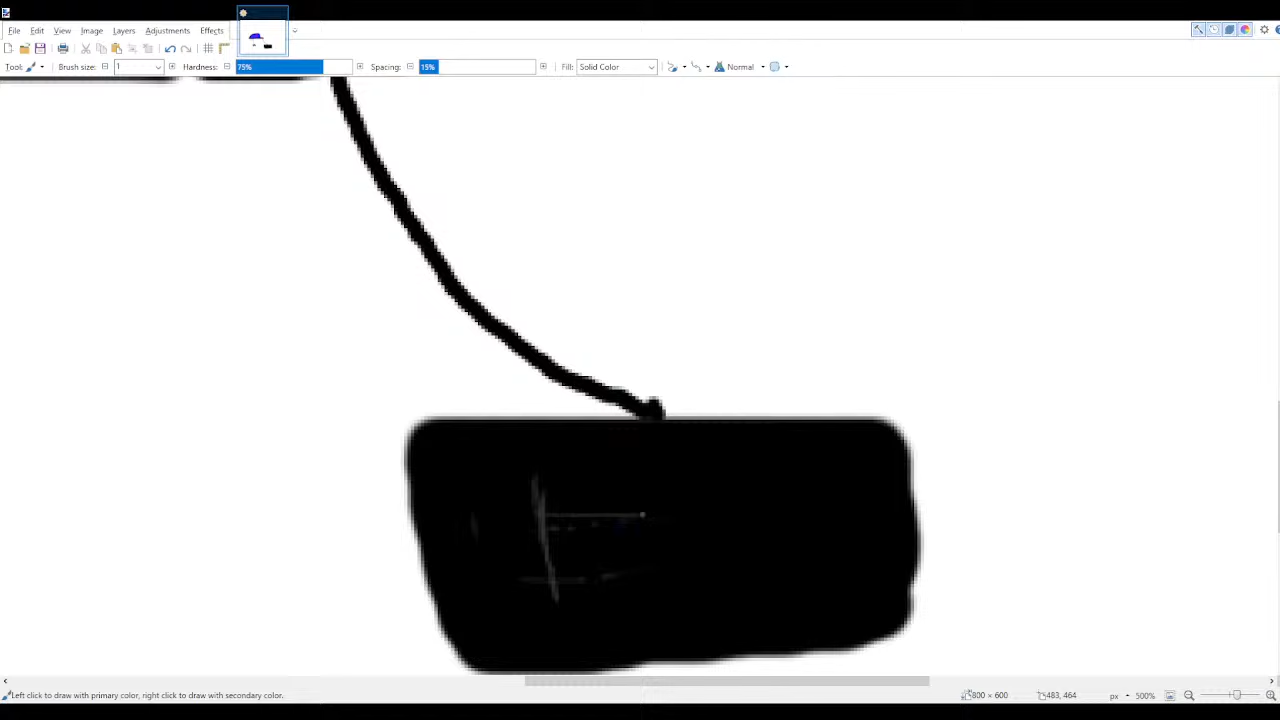 File Edit View Image Layers Adjustments Effects
Tool: Brush size: 1 Hardness: 75% Spacing: 15% Fill: Solid Color Normal
Left click to draw with primary color, right click to draw with secondary color. 800 × 600 483, 464 px 500%